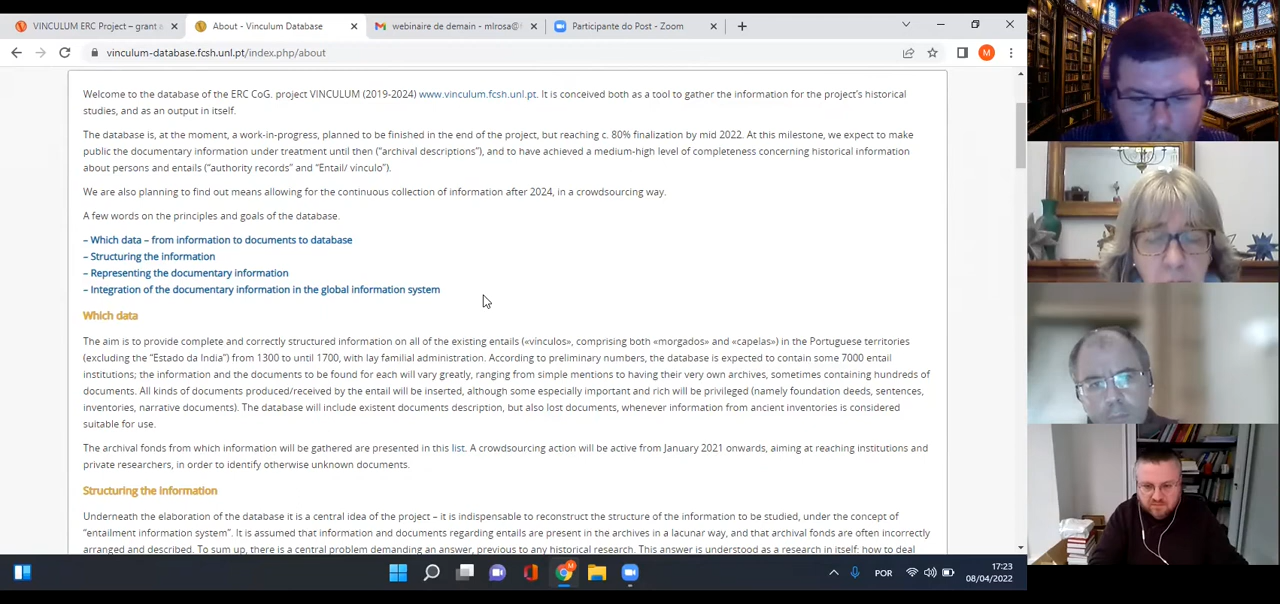 VINCULUM ERC Project – grant a
About - Vinculum Database
webinaire de demain - mlrosa@f
Participante do Post - Zoom
vinculum-database.fcsh.unl.pt/index.php/about
M
Welcome to the database of the ERC CoG. project VINCULUM (2019-2024) www.vinculum.fcsh.unl.pt. It is conceived both as a tool to gather the information for the project's historical
studies, and as an output in itself.
The database is, at the moment, a work-in-progress, planned to be finished in the end of the project, but reaching c. 80% finalization by mid 2022. At this milestone, we expect to make
public the documentary information under treatment until then ("archival descriptions"), and to have achieved a medium-high level of completeness concerning historical information
about persons and entails ("authority records" and "Entail/ vínculo").
We are also planning to find out means allowing for the continuous collection of information after 2024, in a crowdsourcing way.
A few words on the principles and goals of the database.
– Which data – from information to documents to database
– Structuring the information
– Representing the documentary information
– Integration of the documentary information in the global information system
Which data
The aim is to provide complete and correctly structured information on all of the existing entails («vínculos», comprising both «morgados» and «capelas») in the Portuguese territories
(excluding the "Estado da India") from 1300 to until 1700, with lay familial administration. According to preliminary numbers, the database is expected to contain some 7000 entail
institutions; the information and the documents to be found for each will vary greatly, ranging from simple mentions to having their very own archives, sometimes containing hundreds of
documents. All kinds of documents produced/received by the entail will be inserted, although some especially important and rich will be privileged (namely foundation deeds, sentences,
inventories, narrative documents). The database will include existent documents description, but also lost documents, whenever information from ancient inventories is considered
suitable for use.
The archival fonds from which information will be gathered are presented in this list. A crowdsourcing action will be active from January 2021 onwards, aiming at reaching institutions and
private researchers, in order to identify otherwise unknown documents.
Structuring the information
Underneath the elaboration of the database it is a central idea of the project – it is indispensable to reconstruct the structure of the information to be studied, under the concept of
"entailment information system". It is assumed that information and documents regarding entails are present in the archives in a lacunar way, and that archival fonds are often incorrectly
arranged and described. To sum up, there is a central problem demanding an answer, previous to any historical research. This answer is understood as a research in itself: how to deal
POR
17:23
08/04/2022